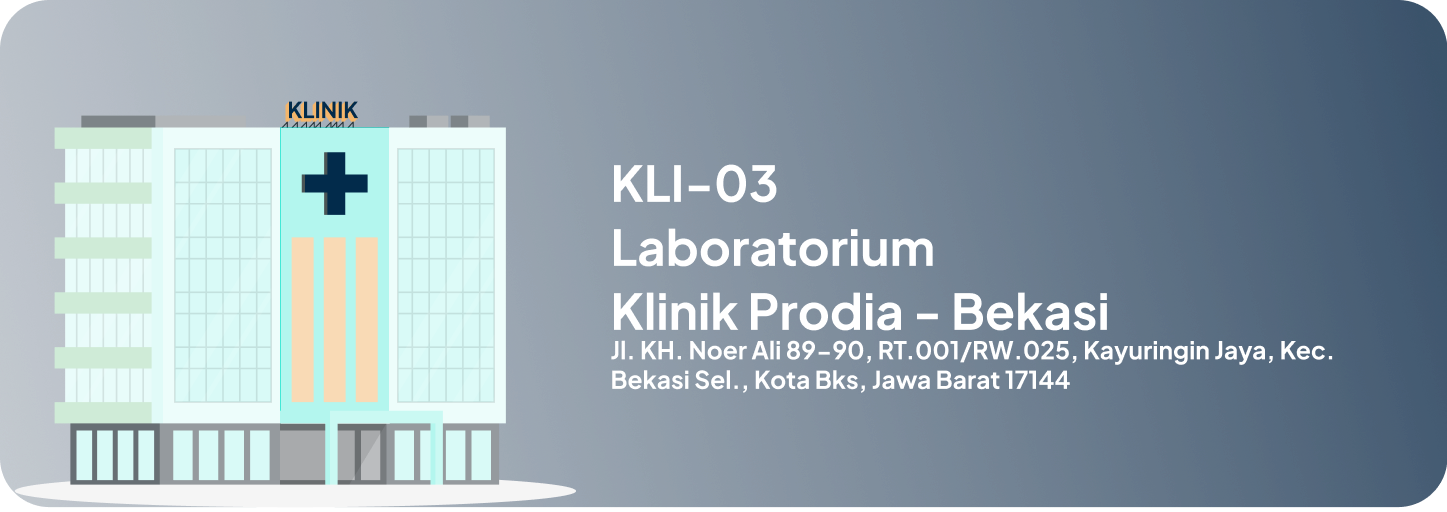 KLINIK
KLI-03
Laboratorium
Klinik Prodia - Bekasi
Jl. KH. Noer Ali 89-90, RT.001/RW.025, Kayuringin Jaya, Kec.
Bekasi Sel., Kota Bks, Jawa Barat 17144